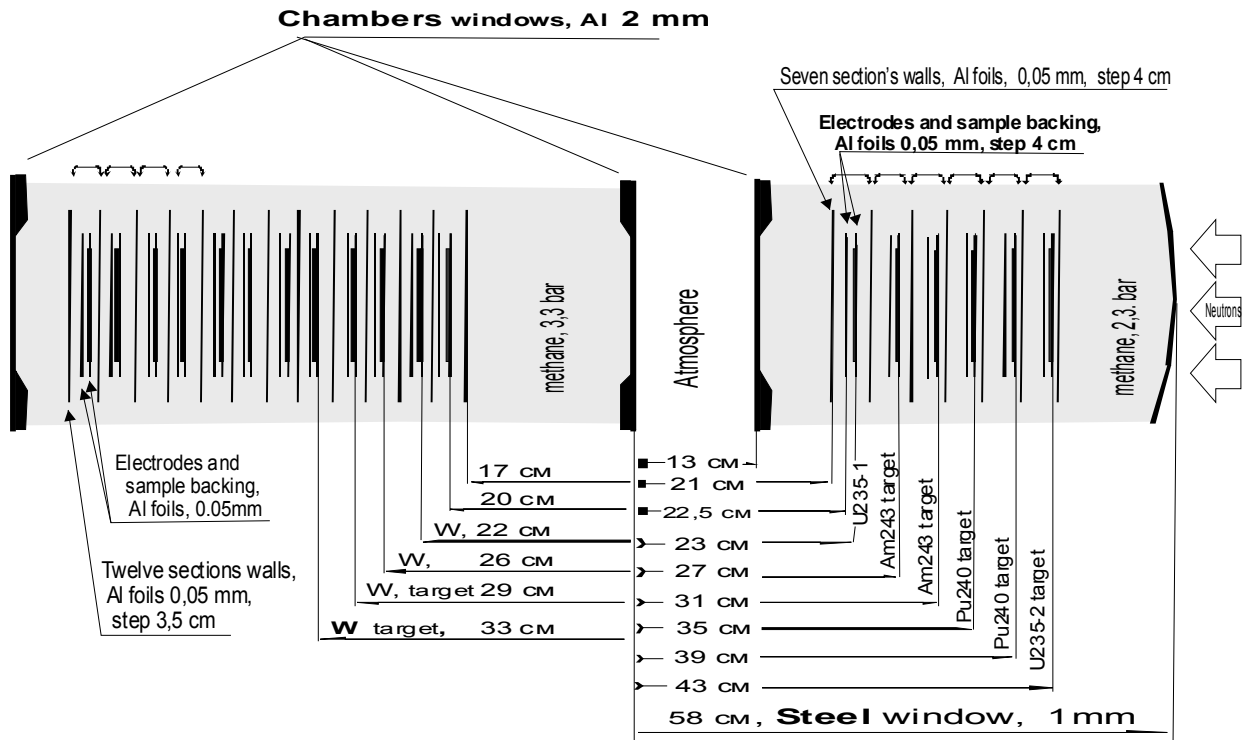 Chambers windows, Al 2 mm
Seven section's walls, Al foils, 0,05 mm, step 4 cm
Electrodes and sample backing,
Al foils 0,05 mm, step 4 cm
methane, 3,3 bar
Atmosphere
methane, 2,3. bar
Neutrons
Electrodes and
sample backing,
Al foils, 0.05mm
Twelve sections walls,
Al foils 0,05 mm,
step 3,5 cm
17 см
20 см
W, 22 см
W, 26 см
W, target 29 см
W target, 33 см
13 см
21 см
22,5 см
23 см
27 см
31 см
35 см
39 см
43 см
58 см, Steel window, 1mm
U235-1
Am243 target
Am243 target
Pu240 target
Pu240 target
U235-2 target